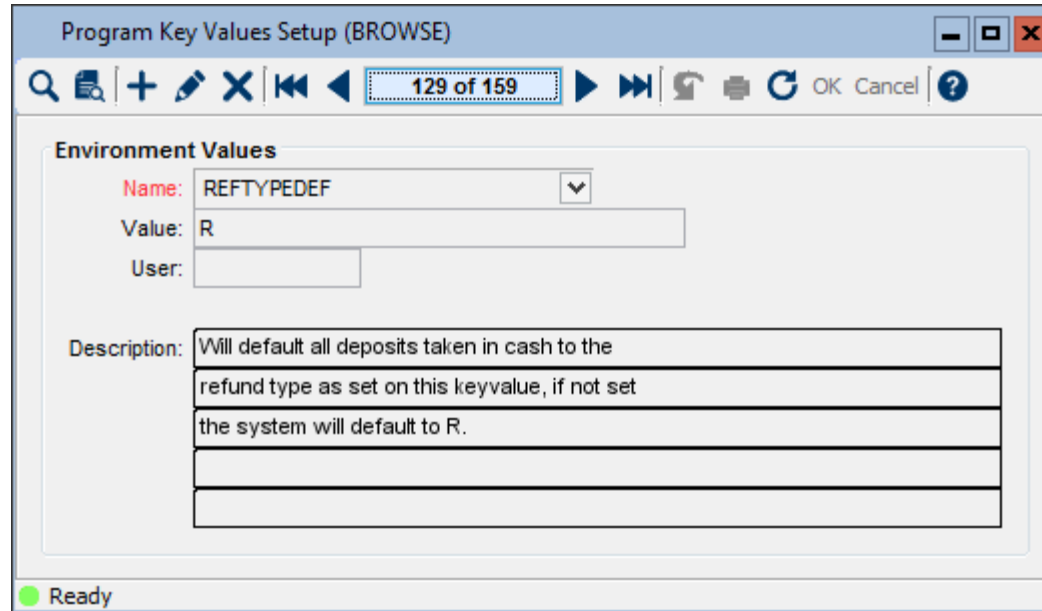 Program Key Values Setup (BROWSE)
129 of 159 OK Cancel ?
Environment Values
Name: REFTYPEDEF
Value: R
User:
Description: Will default all deposits taken in cash to the
refund type as set on this keyvalue, if not set
the system will default to R.
Ready